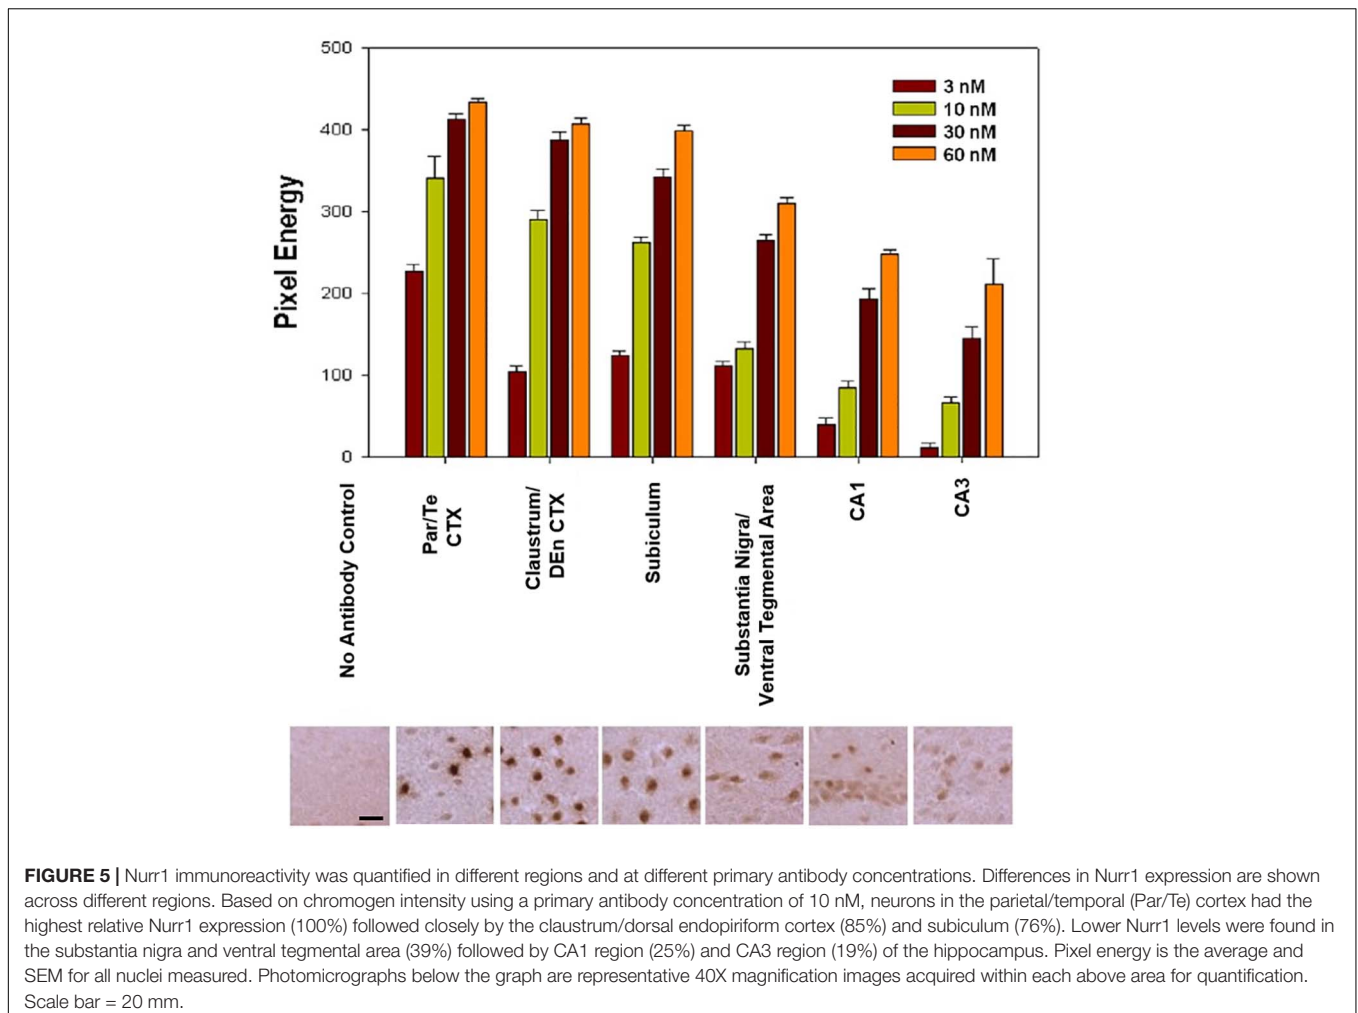 500
400
300
200
100
0
Pixel Energy
3 nM
10 nM
30 nM
60 nM
No Antibody Control
Par/Te
CTX
Claustrum/
DEn CTX
Subiculum
Substantia Nigra/
Ventral Tegmental Area
CA1
CA3
FIGURE 5 | Nurr1 immunoreactivity was quantified in different regions and at different primary antibody concentrations. Differences in Nurr1 expression are shown
across different regions. Based on chromogen intensity using a primary antibody concentration of 10 nM, neurons in the parietal/temporal (Par/Te) cortex had the
highest relative Nurr1 expression (100%) followed closely by the claustrum/dorsal endopiriform cortex (85%) and subiculum (76%). Lower Nurr1 levels were found in
the substantia nigra and ventral tegmental area (39%) followed by CA1 region (25%) and CA3 region (19%) of the hippocampus. Pixel energy is the average and
SEM for all nuclei measured. Photomicrographs below the graph are representative 40X magnification images acquired within each above area for quantification.
Scale bar = 20 mm.